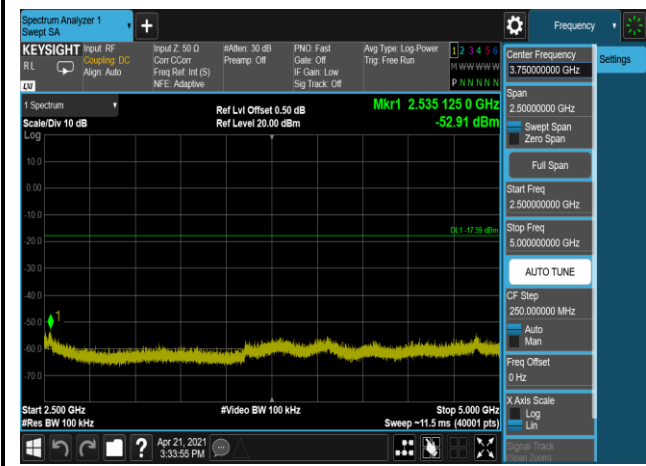 Spectrum Analyzer 1
Swept SA
+
Frequency
KEYSIGHT
RL
LXI
Input: RF
Coupling: DC
Align: Auto
Input Z: 50 Ω
Corr CCorr
Freq Ref: Int (S)
NFE: Adaptive
#Atten: 30 dB
Preamp: Off
PNO: Fast
Gate: Off
IF Gain: Low
Sig Track: Off
Avg Type: Log-Power
Trig: Free Run
1 2 3 4 5 6
M W W W W W
P N N N N N
Center Frequency
3.750000000 GHz
Settings
Span
2.50000000 GHz
Swept Span
Zero Span
Full Span
Start Freq
2.500000000 GHz
Stop Freq
5.000000000 GHz
AUTO TUNE
CF Step
250.000000 MHz
Auto
Man
Freq Offset
0 Hz
X Axis Scale
Log
Lin
Signal Track
(Span Zoom)
1 Spectrum
Scale/Div 10 dB
Log
Ref Lvl Offset 0.50 dB
Ref Level 20.00 dBm
Mkr1 2.535 125 0 GHz
-52.91 dBm
10.0
0.00
-10.0
DL1 -17.59 dBm
-20.0
-30.0
-40.0
-50.0
1
-60.0
-70.0
Start 2.500 GHz
#Video BW 100 kHz
Stop 5.000 GHz
#Res BW 100 kHz
Sweep ~11.5 ms (40001 pts)
?
Apr 21, 2021
3:33:55 PM